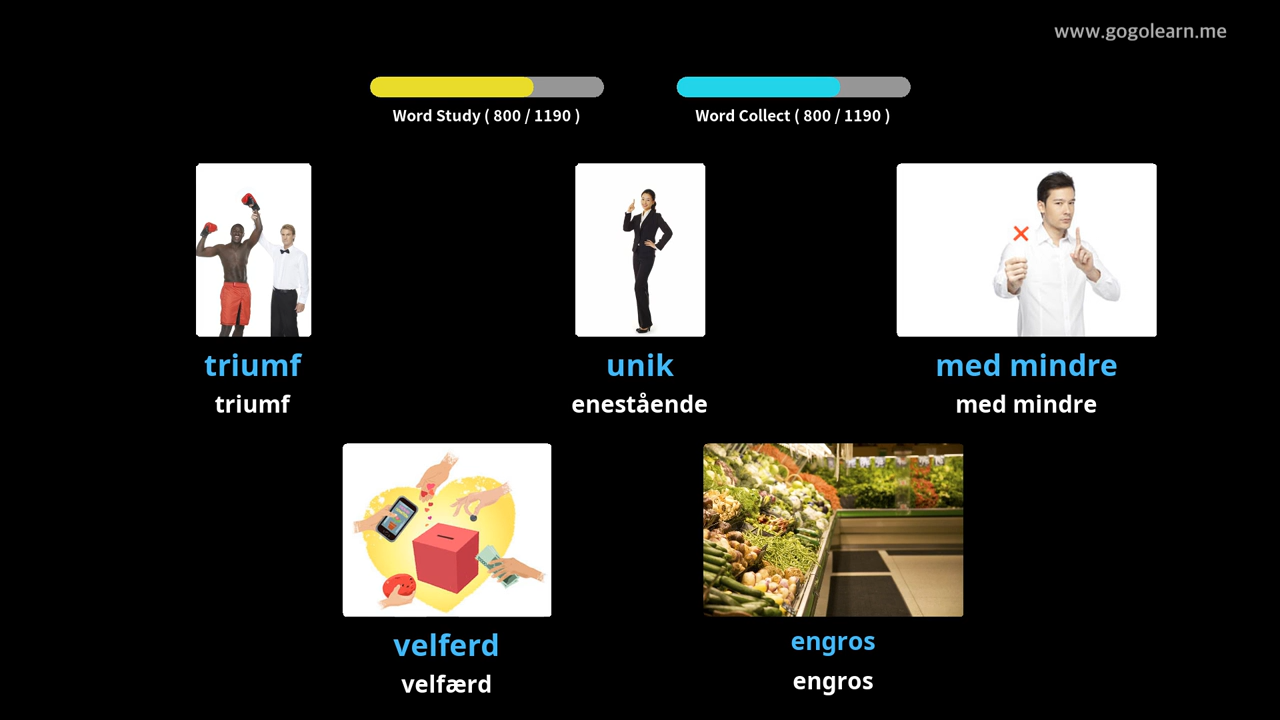 www.gogolearn.me
Word Study ( 800 / 1190 )
Word Collect ( 800 / 1190 )
triumf
triumf
unik
enestående
med mindre
med mindre
velferd
velfærd
engros
engros